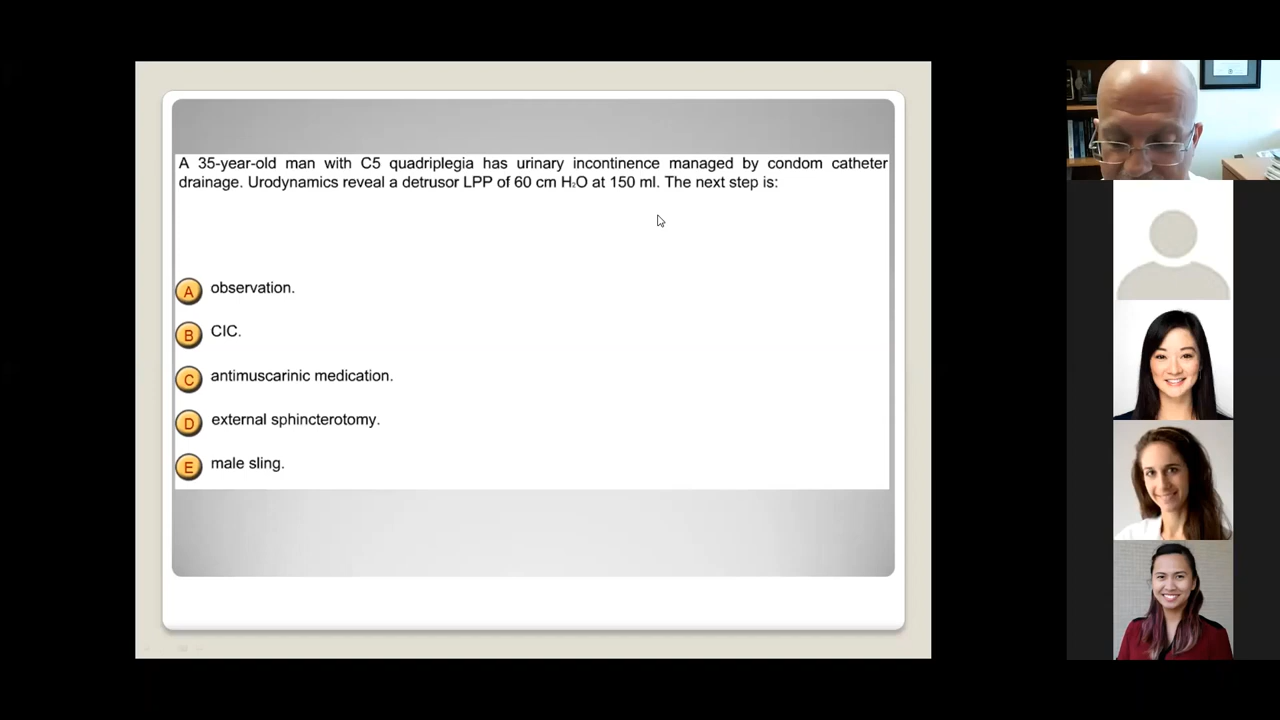 A 35-year-old man with C5 quadriplegia has urinary incontinence managed by condom catheter
drainage. Urodynamics reveal a detrusor LPP of 60 cm H₂O at 150 ml. The next step is:
A observation.
B CIC.
C antimuscarinic medication.
D external sphincterotomy.
E male sling.